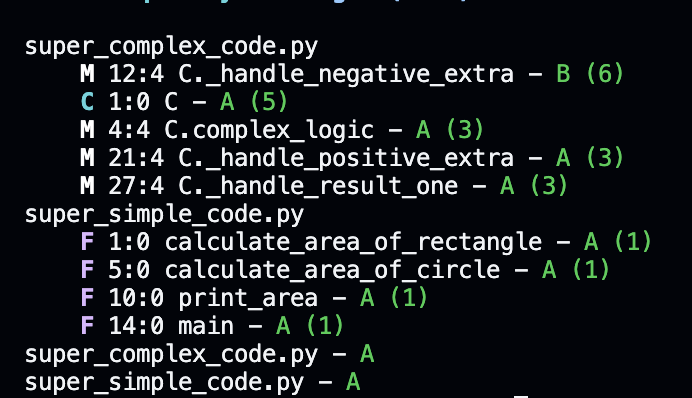 super_complex_code.py
    M 12:4 C._handle_negative_extra - B (6)
    C 1:0 C - A (5)
    M 4:4 C.complex_logic - A (3)
    M 21:4 C._handle_positive_extra - A (3)
    M 27:4 C._handle_result_one - A (3)
super_simple_code.py
    F 1:0 calculate_area_of_rectangle - A (1)
    F 5:0 calculate_area_of_circle - A (1)
    F 10:0 print_area - A (1)
    F 14:0 main - A (1)
super_complex_code.py - A
super_simple_code.py - A